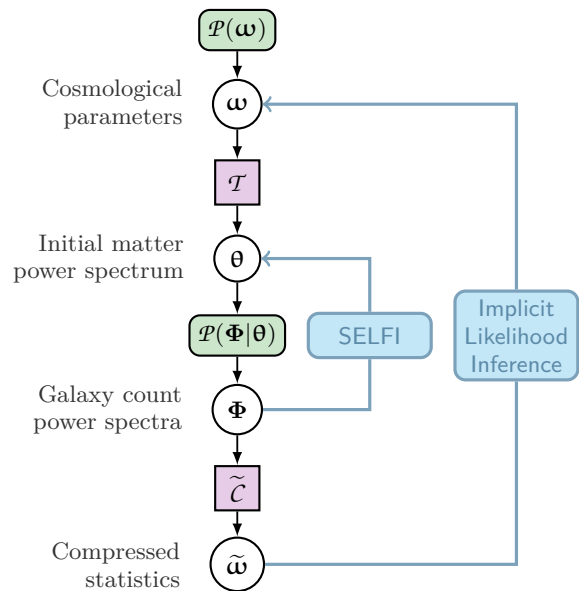 𝒫(ω)
Cosmological
parameters
ω
𝒯
Initial matter
power spectrum
θ
𝒫(Φ|θ)
SELFI
Implicit
Likelihood
Inference
Galaxy count
power spectra
Φ
C̃
Compressed
statistics
ω̃